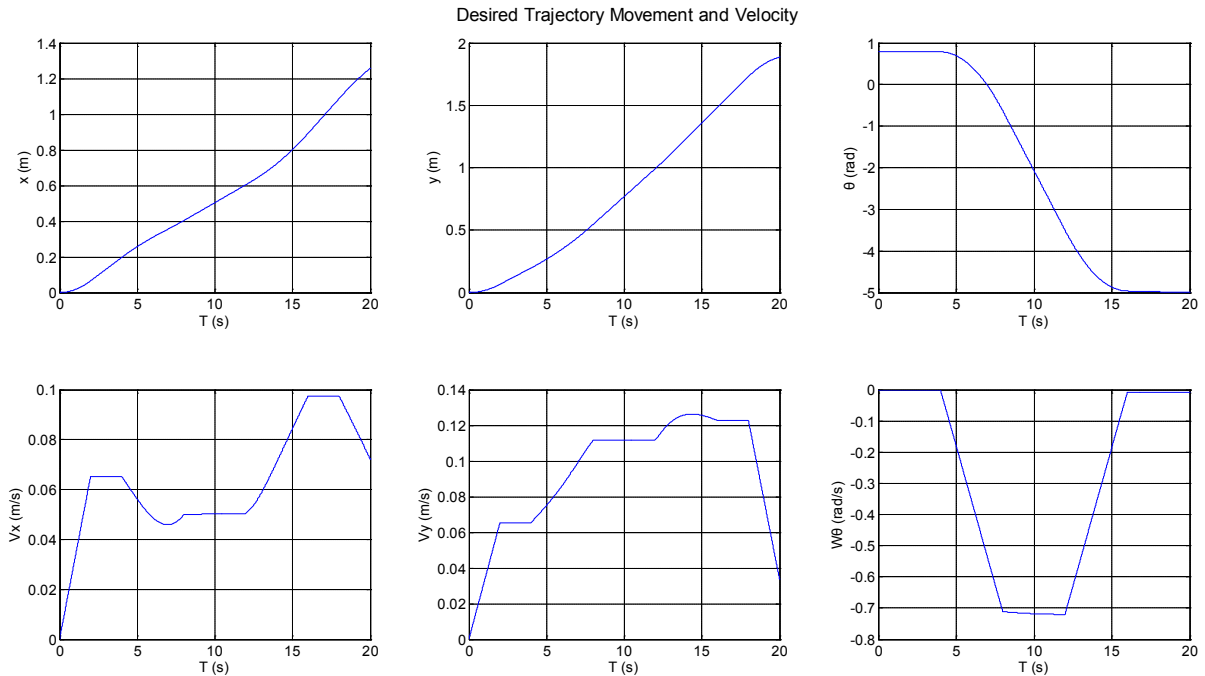 Desired Trajectory Movement and Velocity
1.4
1.2
1
0.8
0.6
0.4
0.2
0
x (m)
0 5 10 15 20
T (s)
2
1.5
1
0.5
0
y (m)
0 5 10 15 20
T (s)
1
0
-1
-2
-3
-4
-5
θ (rad)
0 5 10 15 20
T (s)
0.1
0.08
0.06
0.04
0.02
0
Vx (m/s)
0 5 10 15 20
T (s)
0.14
0.12
0.1
0.08
0.06
0.04
0.02
0
Vy (m/s)
0 5 10 15 20
T (s)
0
-0.1
-0.2
-0.3
-0.4
-0.5
-0.6
-0.7
-0.8
Wθ (rad/s)
0 5 10 15 20
T (s)